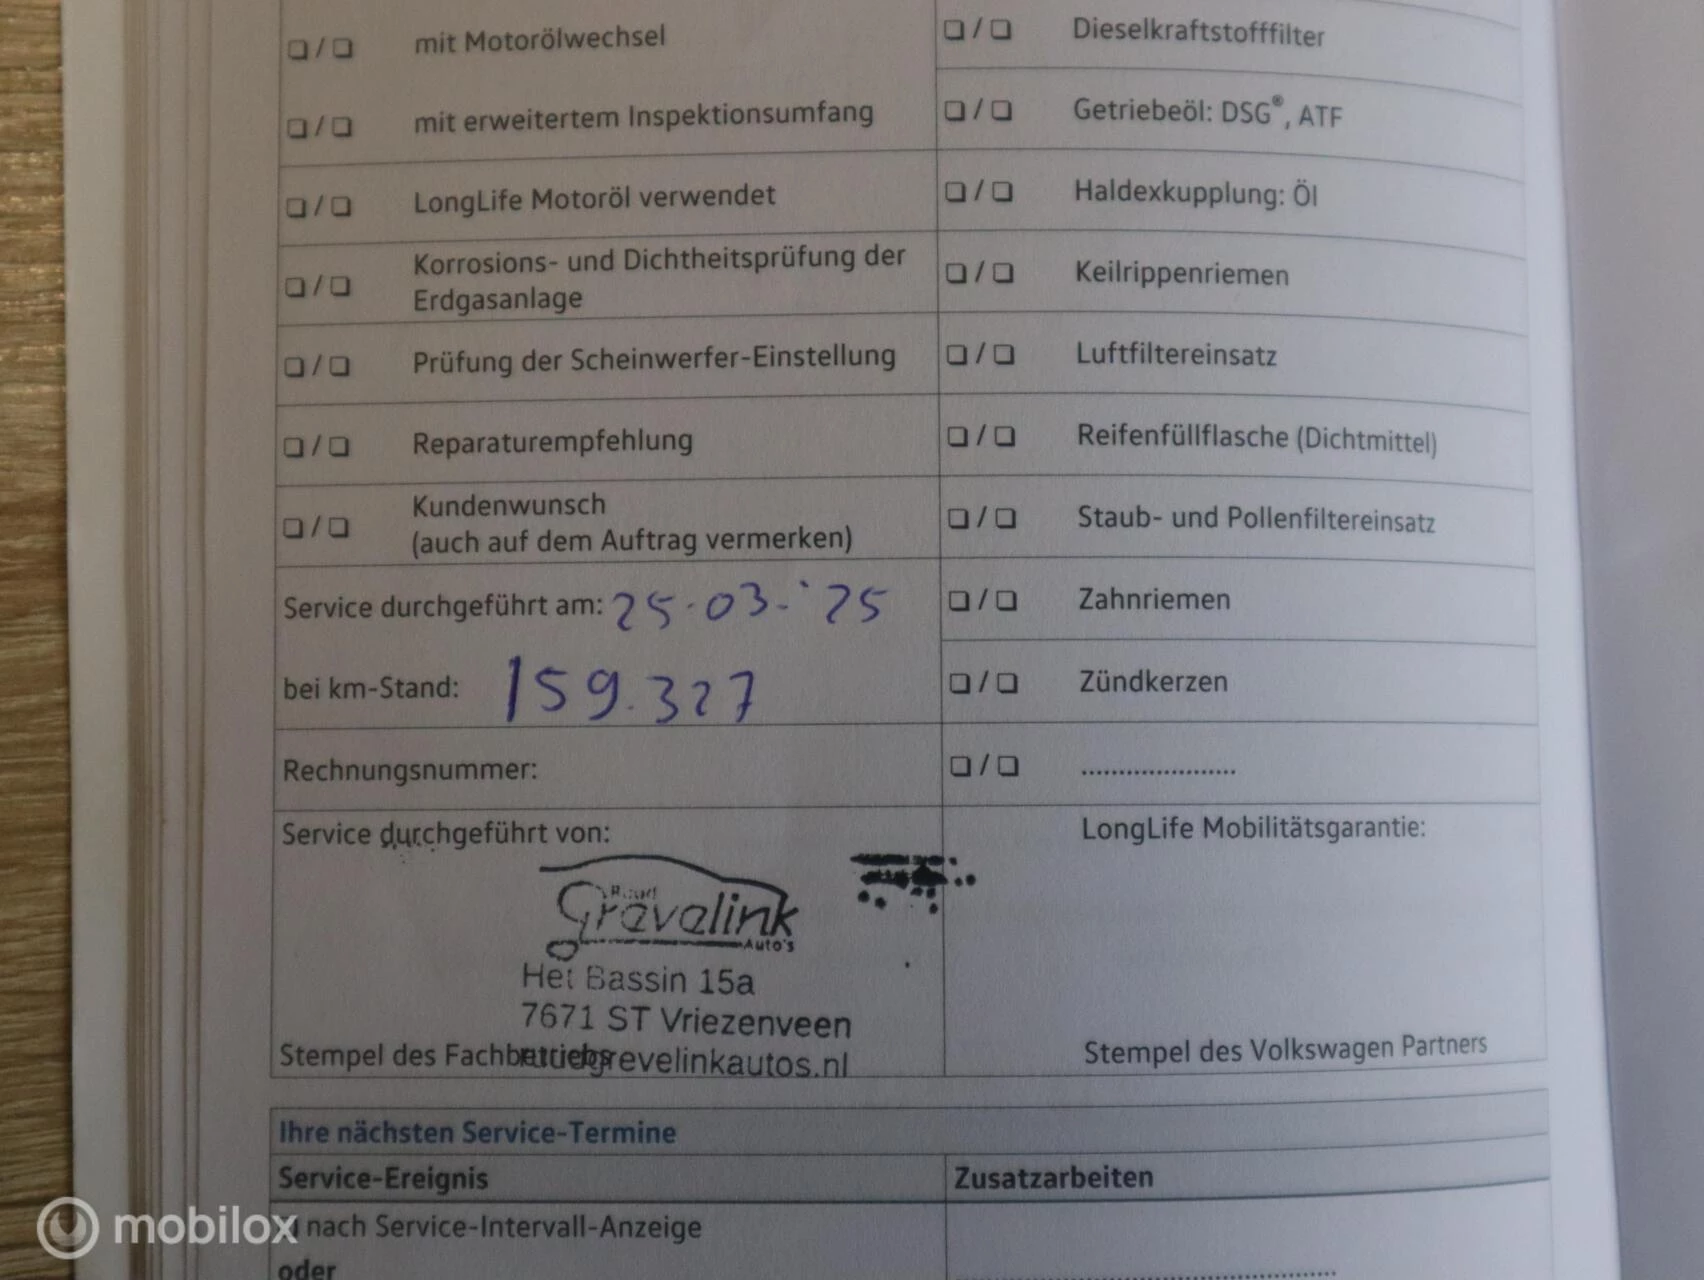 ❏ / ❏ mit Motorölwechsel
❏ / ❏ mit erweitertem Inspektionsumfang
❏ / ❏ LongLife Motoröl verwendet
❏ / ❏ Korrosions- und Dichtheitsprüfung der
Erdgasanlage
❏ / ❏ Prüfung der Scheinwerfer-Einstellung
❏ / ❏ Reparaturempfehlung
❏ / ❏ Kundenwunsch
(auch auf dem Auftrag vermerken)
Service durchgeführt am: 25-03-'25
bei km-Stand: 159.327
Rechnungsnummer:
Service durchgeführt von:
Ruud
Grevelink
Auto's
Het Bassin 15a
7671 ST Vriezenveen
Stempel des Fachbetriebs
ruudgrevelinkautos.nl
❏ / ❏ Dieselkraftstofffilter
❏ / ❏ Getriebeöl: DSG®, ATF
❏ / ❏ Haldexkupplung: Öl
❏ / ❏ Keilrippenriemen
❏ / ❏ Luftfiltereinsatz
❏ / ❏ Reifenfüllflasche (Dichtmittel)
❏ / ❏ Staub- und Pollenfiltereinsatz
❏ / ❏ Zahnriemen
❏ / ❏ Zündkerzen
❏ / ❏ .....................
LongLife Mobilitätsgarantie:
Stempel des Volkswagen Partners
Ihre nächsten Service-Termine
Service-Ereignis
Zusatzarbeiten
nach Service-Intervall-Anzeige
oder
mobilox